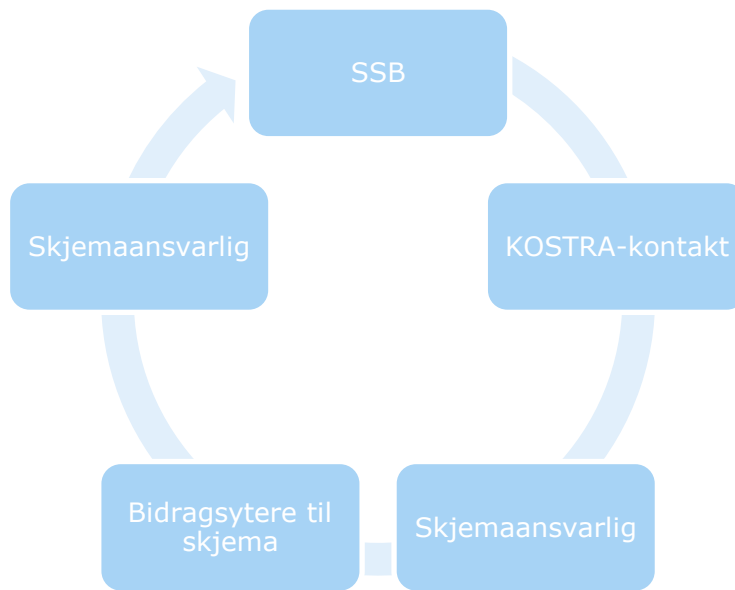 SSB
KOSTRA-kontakt
Skjemaansvarlig
Bidragsytere til
skjema
Skjemaansvarlig